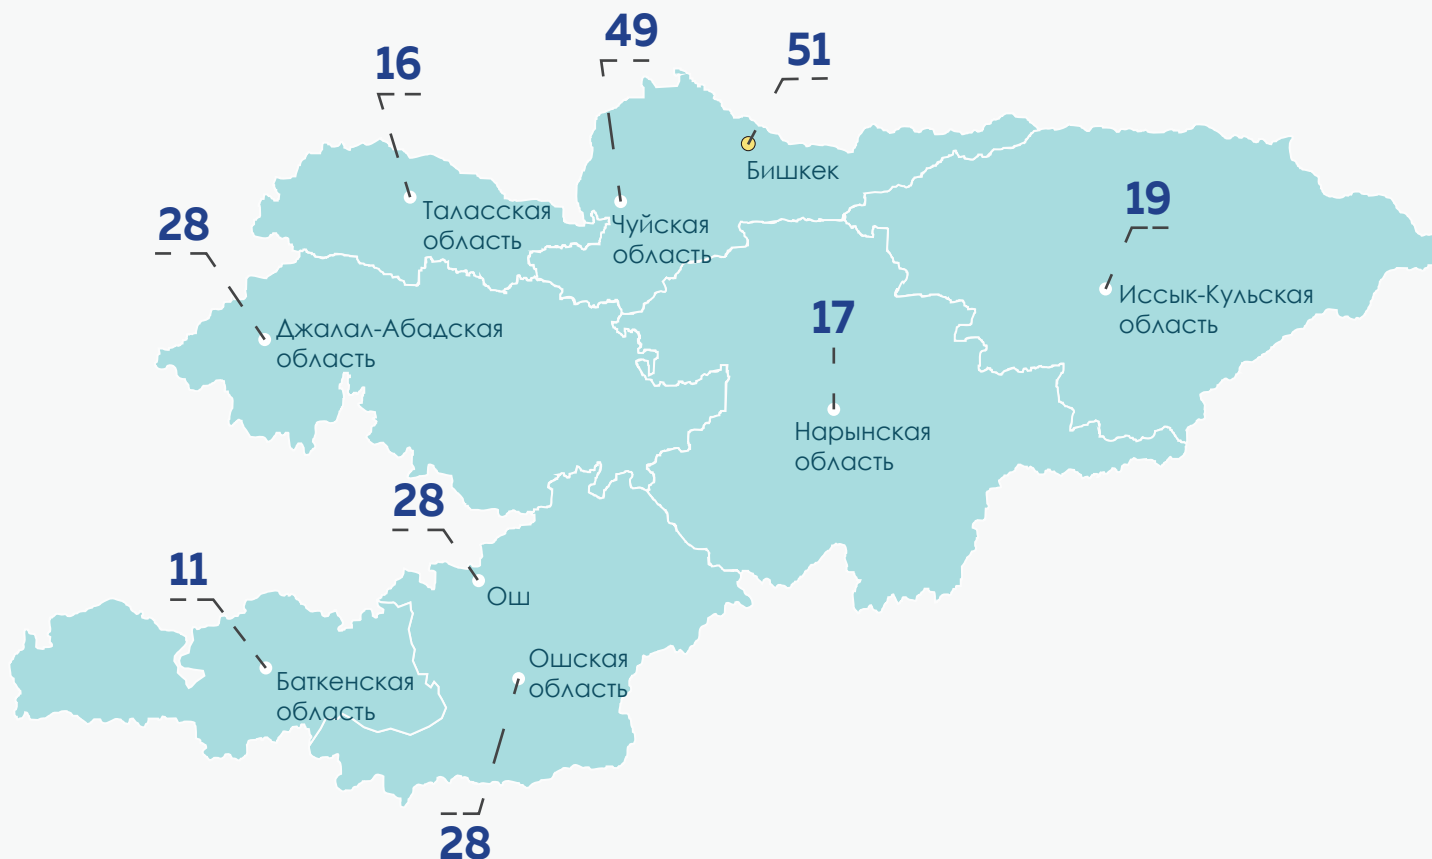 49
51
16
Бишкек
19
Таласская
область
Чуйская
область
28
Иссык-Кульская
область
17
Джалал-Абадская
область
Нарынская
область
28
11
Ош
Ошская
область
Баткенская
область
28